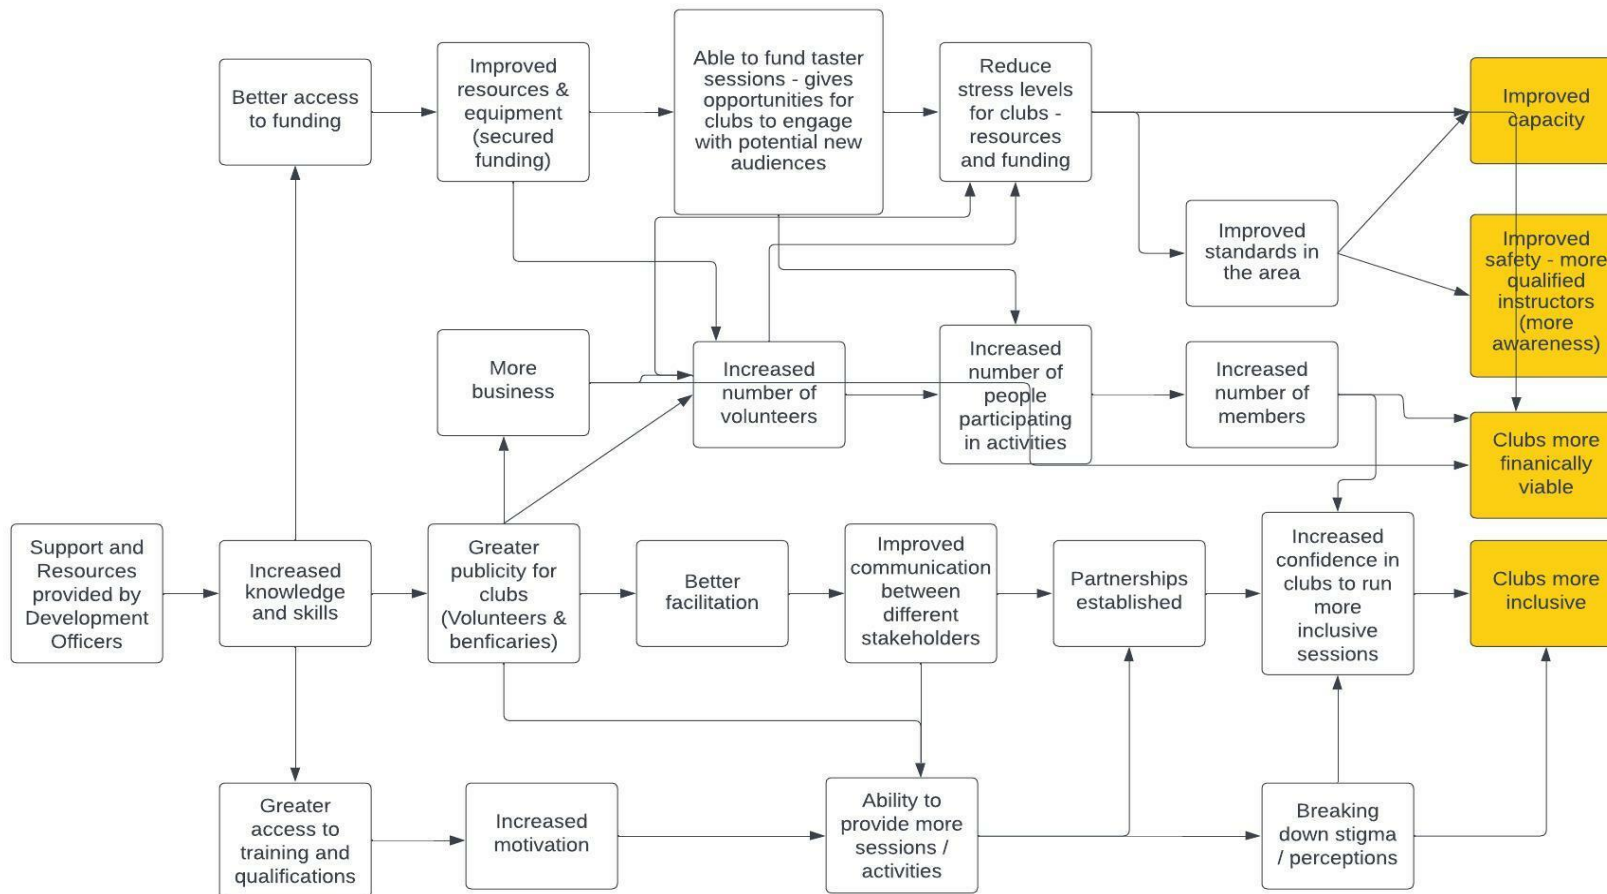 Better access
to funding
Improved
resources &
equipment
(secured
funding)
Able to fund taster
sessions - gives
opportunities for
clubs to engage
with potential new
audiences
Reduce
stress levels
for clubs -
resources
and funding
Improved
capacity
Improved
standards in
the area
Improved
safety - more
qualified
instructors
(more
awareness)
More
business
Increased
number of
volunteers
Increased
number of
people
participating
in activities
Increased
number of
members
Clubs more
finanically
viable
Support and
Resources
provided by
Development
Officers
Increased
knowledge
and skills
Greater
publicity for
clubs
(Volunteers &
benficaries)
Better
facilitation
Improved
communication
between
different
stakeholders
Partnerships
established
Increased
confidence in
clubs to run
more
inclusive
sessions
Clubs more
inclusive
Greater
access to
training and
qualifications
Increased
motivation
Ability to
provide more
sessions /
activities
Breaking
down stigma
/ perceptions